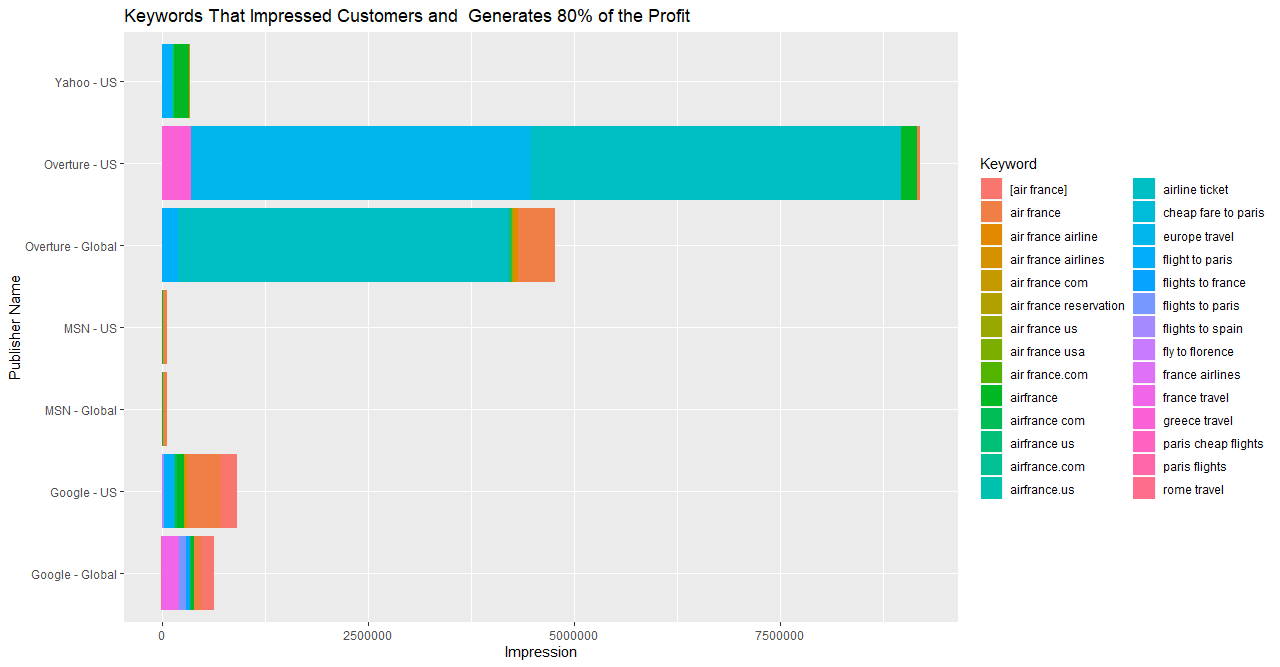 Keywords That Impressed Customers and  Generates 80% of the Profit
Publisher Name
Yahoo - US
Overture - US
Overture - Global
MSN - US
MSN - Global
Google - US
Google - Global
0
2500000
5000000
7500000
Impression
Keyword
[air france]
air france
air france airline
air france airlines
air france com
air france reservation
air france us
air france usa
air france.com
airfrance
airfrance com
airfrance us
airfrance.com
airfrance.us
airline ticket
cheap fare to paris
europe travel
flight to paris
flights to france
flights to paris
flights to spain
fly to florence
france airlines
france travel
greece travel
paris cheap flights
paris flights
rome travel